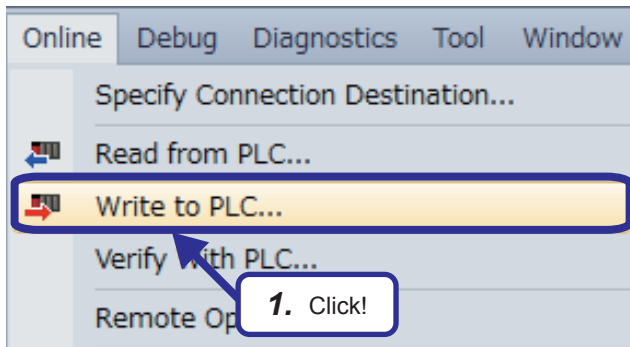 Online Debug Diagnostics Tool Window
Specify Connection Destination...
Read from PLC...
Write to PLC...
Verify with PLC...
Remote Op
1. Click!